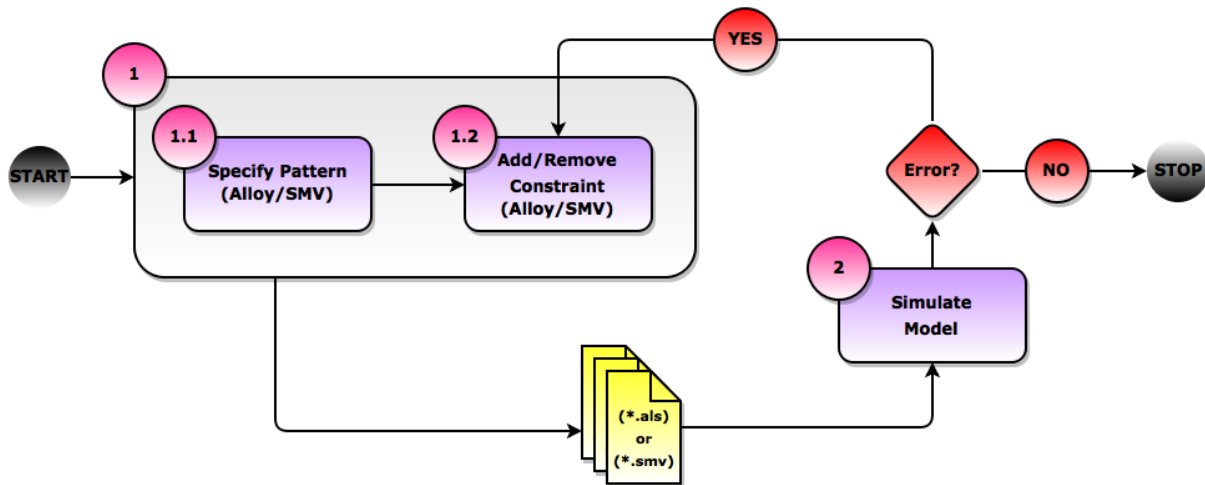 START
1
1.1
Specify Pattern
(Alloy/SMV)
1.2
Add/Remove
Constraint
(Alloy/SMV)
(*.als)
or
(*.smv)
2
Simulate
Model
Error?
YES
NO
STOP